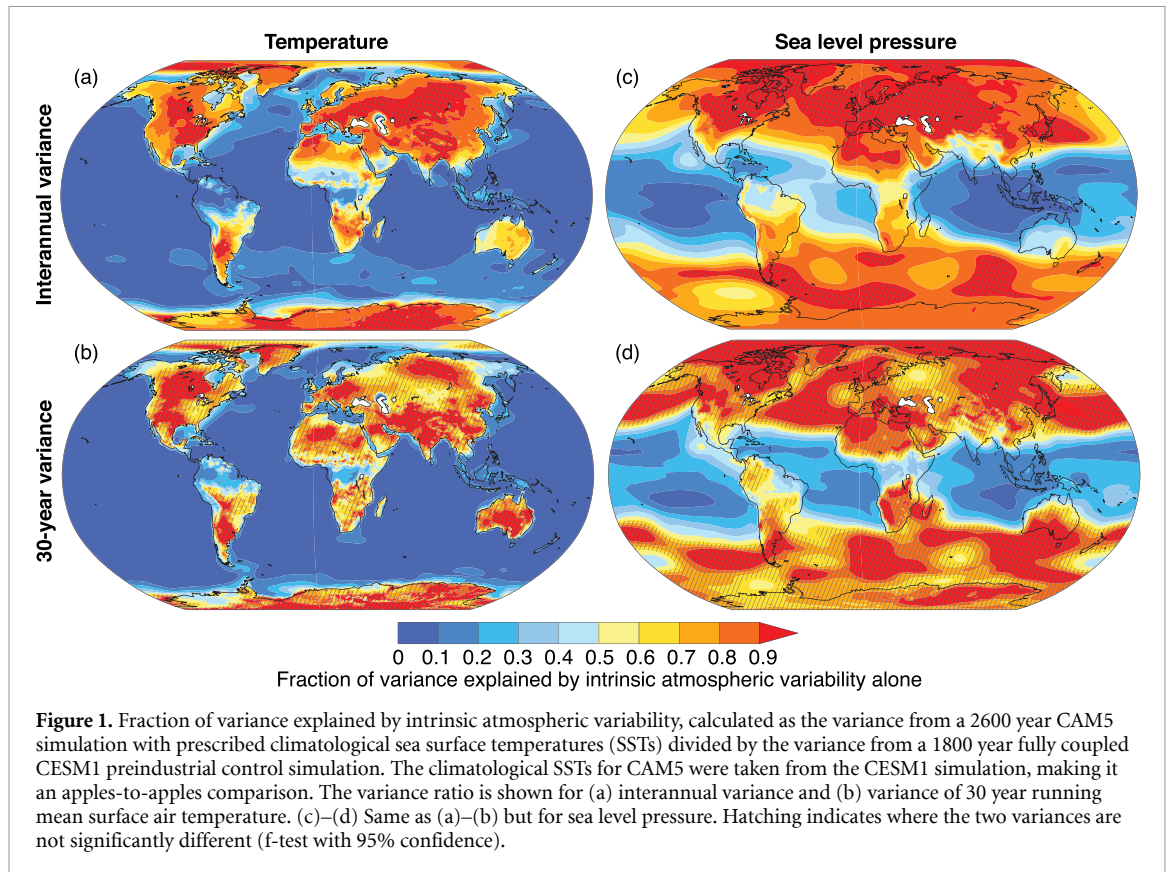 Temperature
Sea level pressure
(a)
(c)
Interannual variance
(b)
(d)
30-year variance
0 0.1 0.2 0.3 0.4 0.5 0.6 0.7 0.8 0.9
Fraction of variance explained by intrinsic atmospheric variability alone
Figure 1. Fraction of variance explained by intrinsic atmospheric variability, calculated as the variance from a 2600 year CAM5
simulation with prescribed climatological sea surface temperatures (SSTs) divided by the variance from a 1800 year fully coupled
CESM1 preindustrial control simulation. The climatological SSTs for CAM5 were taken from the CESM1 simulation, making it
an apples-to-apples comparison. The variance ratio is shown for (a) interannual variance and (b) variance of 30 year running
mean surface air temperature. (c)–(d) Same as (a)–(b) but for sea level pressure. Hatching indicates where the two variances are
not significantly different (f-test with 95% confidence).